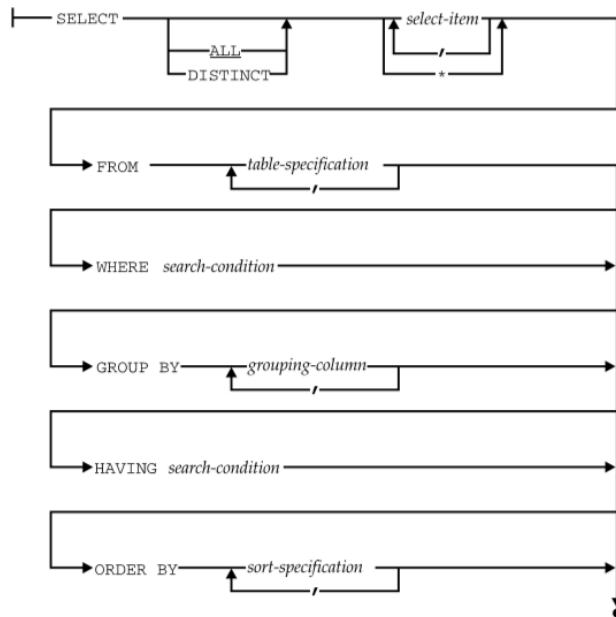 SELECT select-item
ALL ,
DISTINCT *
FROM table-specification
,
WHERE search-condition
GROUP BY grouping-column
,
HAVING search-condition
ORDER BY sort-specification
,